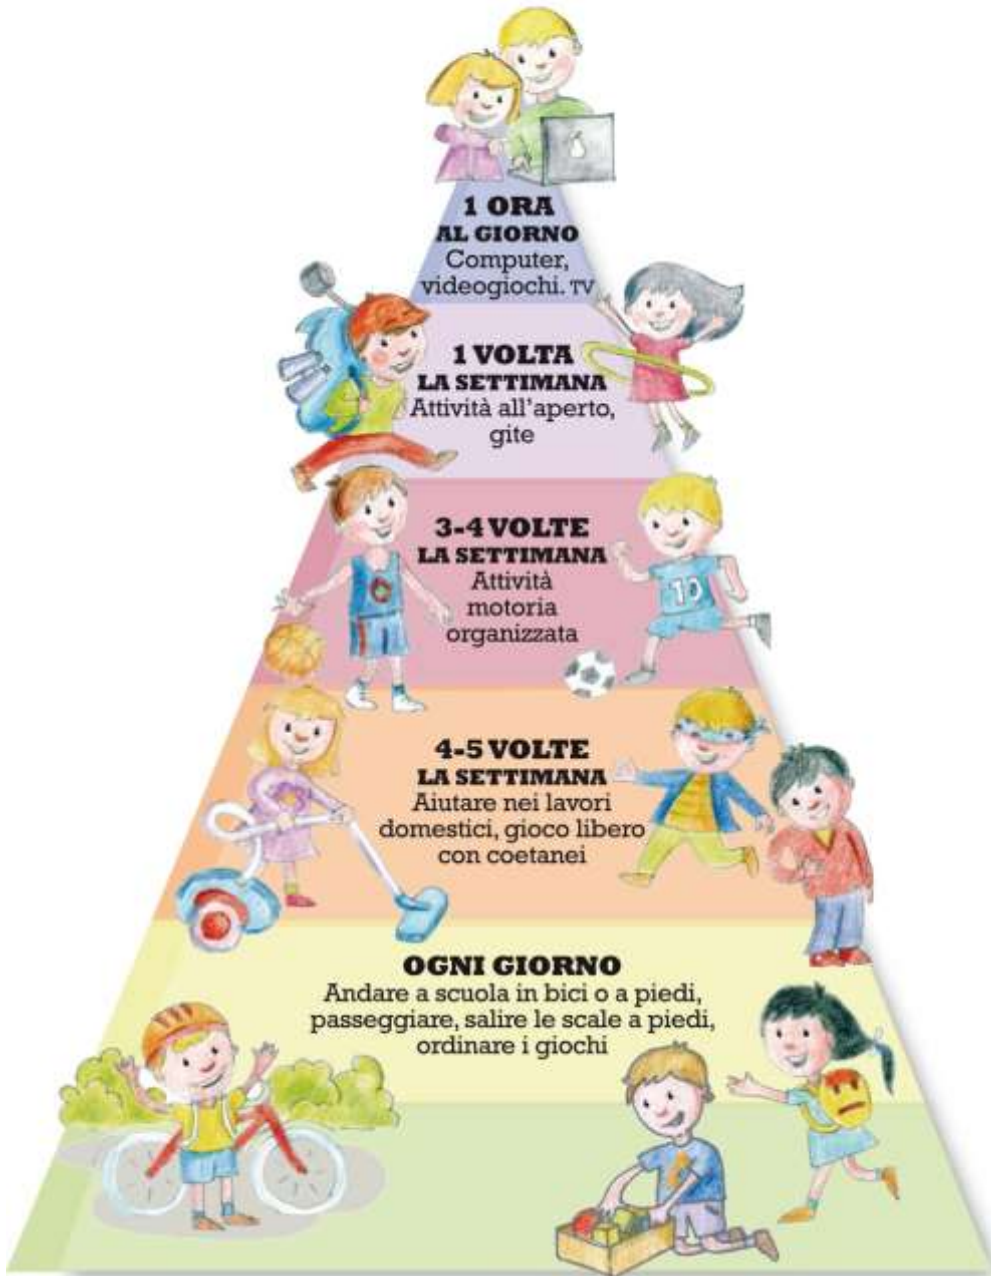 1 ORA
AL GIORNO
Computer,
videogiochi. TV
1 VOLTA
LA SETTIMANA
Attività all'aperto,
gite
3-4 VOLTE
LA SETTIMANA
Attività
motoria
organizzata
10
4-5 VOLTE
LA SETTIMANA
Aiutare nei lavori
domestici, gioco libero
con coetanei
OGNI GIORNO
Andare a scuola in bici o a piedi,
passeggiare, salire le scale a piedi,
ordinare i giochi